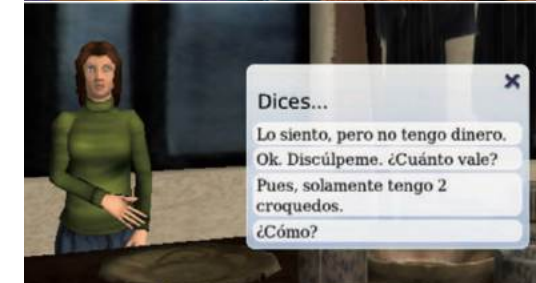 Dices...
Lo siento, pero no tengo dinero.
Ok. Discúlpeme. ¿Cuánto vale?
Pues, solamente tengo 2
croquedos.
¿Cómo?